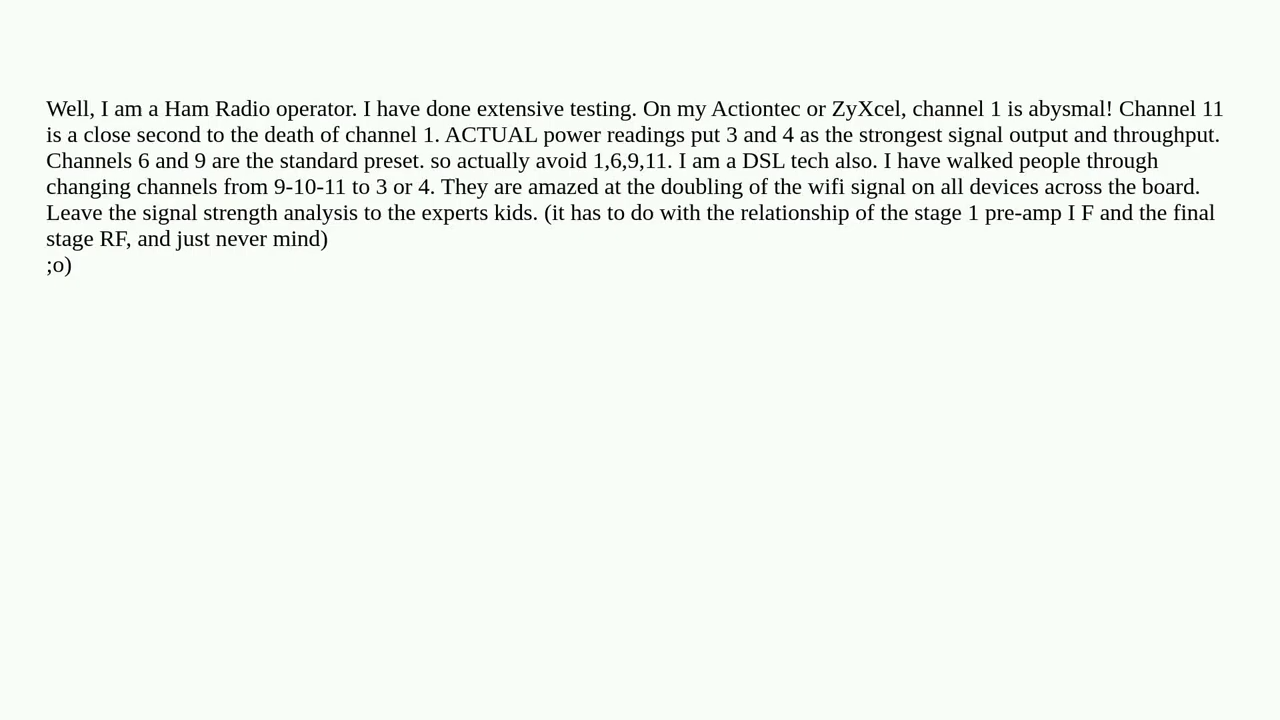 Well, I am a Ham Radio operator. I have done extensive testing. On my Actiontec or ZyXcel, channel 1 is abysmal! Channel 11
is a close second to the death of channel 1. ACTUAL power readings put 3 and 4 as the strongest signal output and throughput.
Channels 6 and 9 are the standard preset. so actually avoid 1,6,9,11. I am a DSL tech also. I have walked people through
changing channels from 9-10-11 to 3 or 4. They are amazed at the doubling of the wifi signal on all devices across the board.
Leave the signal strength analysis to the experts kids. (it has to do with the relationship of the stage 1 pre-amp I F and the final
stage RF, and just never mind)
;o)